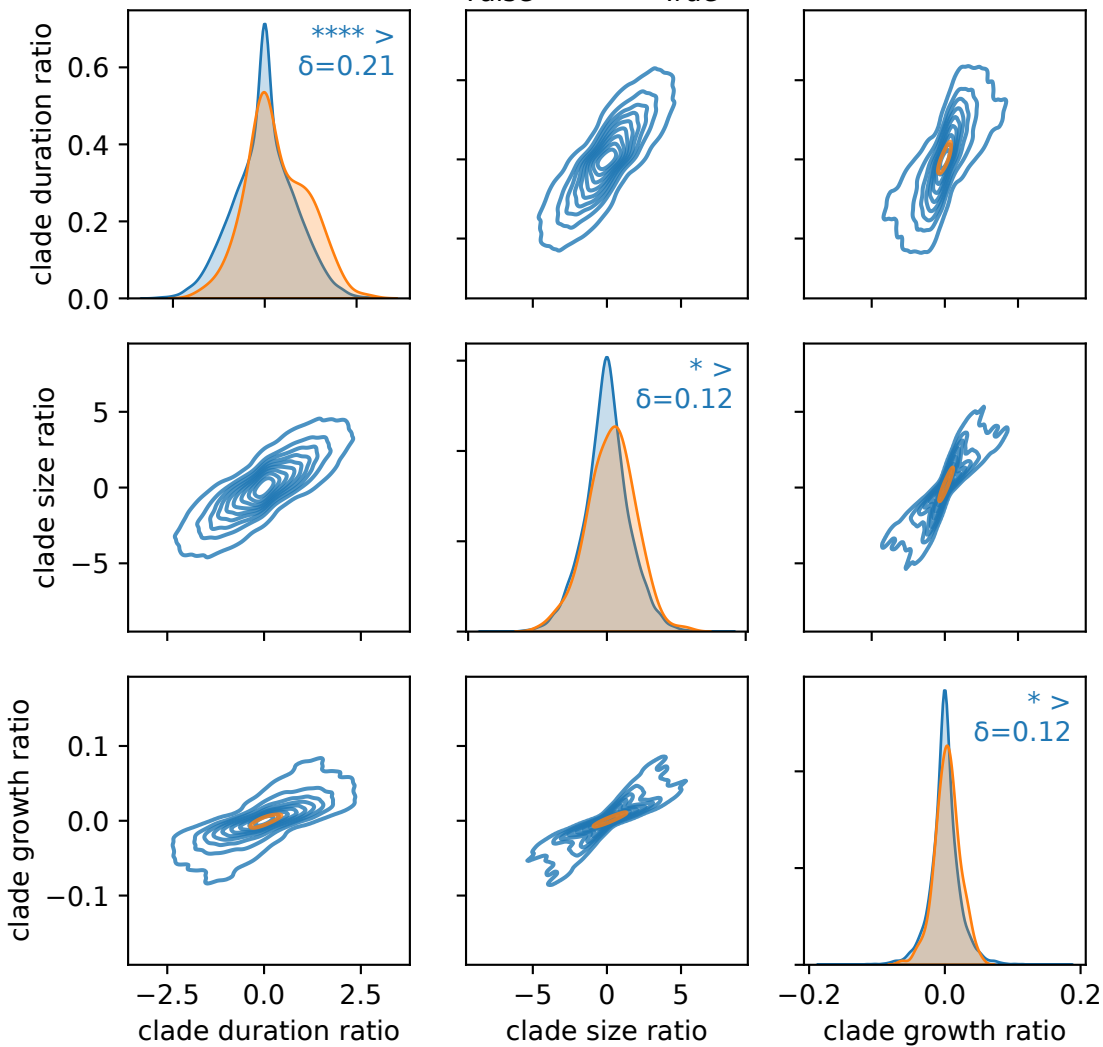 **** >
δ=0.21
clade duration ratio
0.6
0.4
0.2
0.0
* >
δ=0.12
clade size ratio
5
0
−5
* >
δ=0.12
clade growth ratio
0.1
0.0
−0.1
−2.5 0.0 2.5
−5 0 5
−0.2 0.0 0.2
clade duration ratio
clade size ratio
clade growth ratio